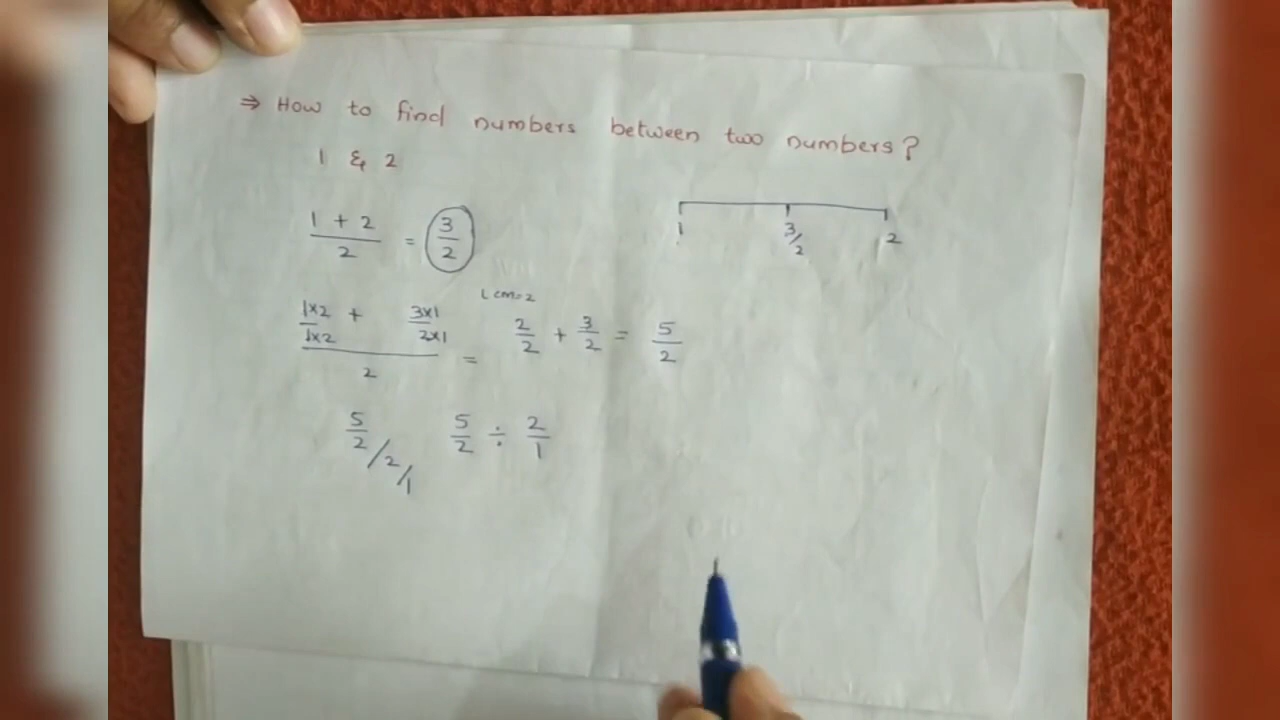 ⇒ How to find numbers between two numbers?
1 & 2
1 + 2 / 2 = 3/2
1 3/2 2
Lcm=2
1×2/1×2 + 3×1/2×1 / 2 = 2/2 + 3/2 = 5/2
5/2 / 2/1 5/2 ÷ 2/1